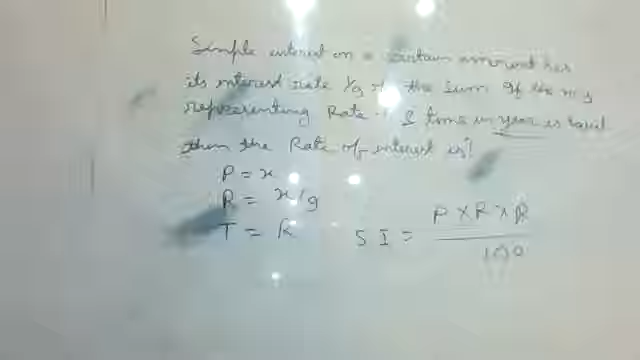 Simple interest on a certain amount has
its interest rate 1/9 of the sum. If the no. s
representing Rate & time in year is equal
then the Rate of interest is?
P = x
R = x/9
T = R
S I = P × R × R
100